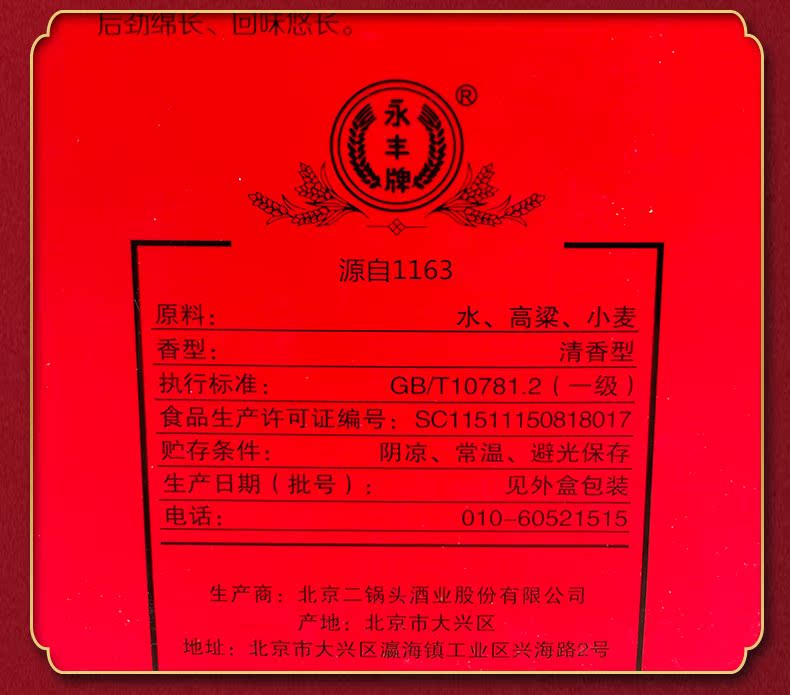 后劲绵长、回味悠长。
®
永
丰
牌
源自1163
原料： 水、高粱、小麦
香型： 清香型
执行标准： GB/T10781.2（一级）
食品生产许可证编号：SC11511150818017
贮存条件： 阴凉、常温、避光保存
生产日期（批号）： 见外盒包装
电话： 010-60521515
生产商：北京二锅头酒业股份有限公司
产地：北京市大兴区
地址：北京市大兴区瀛海镇工业区兴海路2号